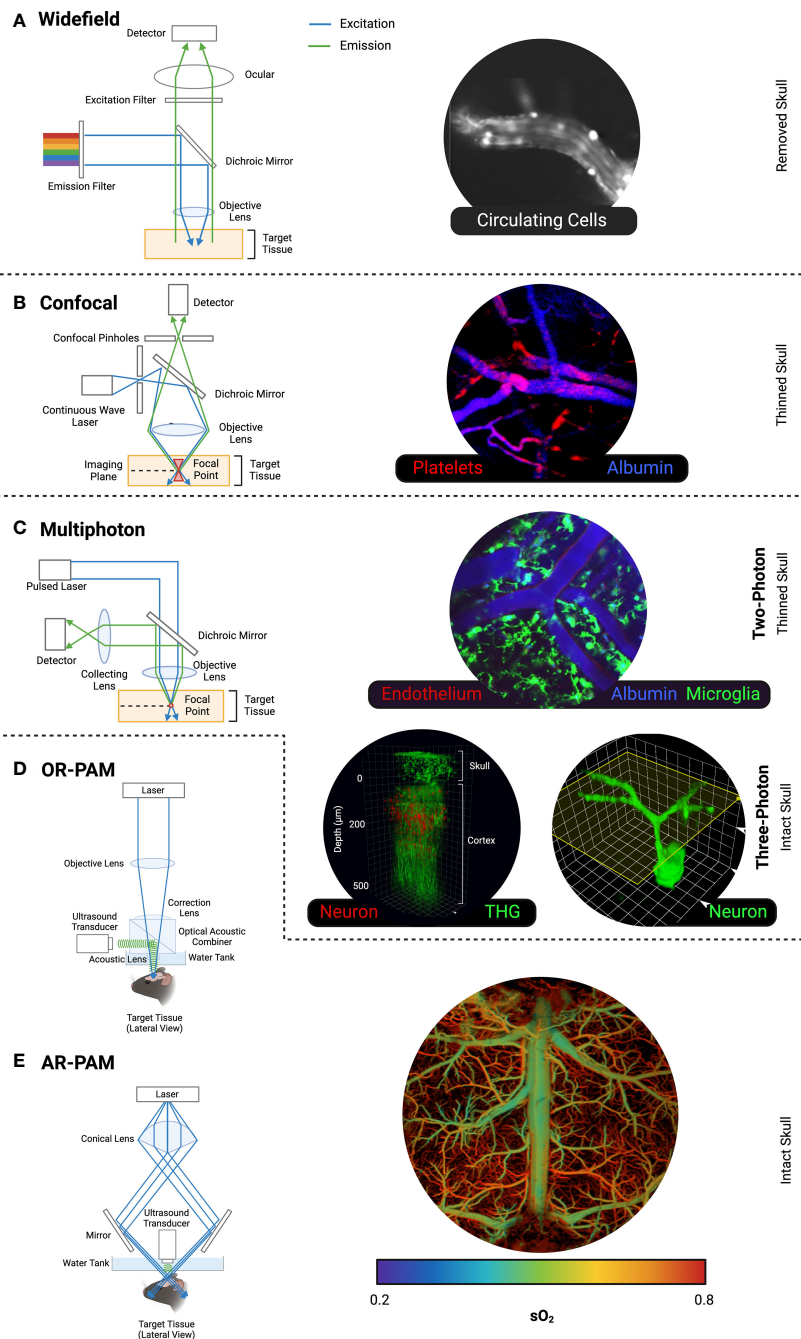 A Widefield
Detector
Excitation
Emission
Ocular
Excitation Filter
Dichroic Mirror
Emission Filter
Objective
Lens
Target
Tissue
Circulating Cells
Removed Skull
B Confocal
Detector
Confocal Pinholes
Dichroic Mirror
Continuous Wave
Laser
Objective
Lens
Imaging
Plane
Focal
Point
Target
Tissue
Platelets Albumin
Thinned Skull
C Multiphoton
Pulsed Laser
Dichroic Mirror
Detector
Collecting
Lens
Objective
Lens
Focal
Point
Target
Tissue
Endothelium Albumin Microglia
Two-Photon
Thinned Skull
D OR-PAM
Laser
Objective Lens
Correction
Lens
Ultrasound
Transducer
Optical Acoustic
Combiner
Acoustic Lens
Water Tank
Target Tissue
(Lateral View)
Skull
0
Depth (μm)
200
Cortex
500
Neuron THG
Neuron
Three-Photon
Intact Skull
E AR-PAM
Laser
Conical Lens
Ultrasound
Transducer
Mirror
Water Tank
Target Tissue
(Lateral View)
Intact Skull
0.2 0.8
sO₂